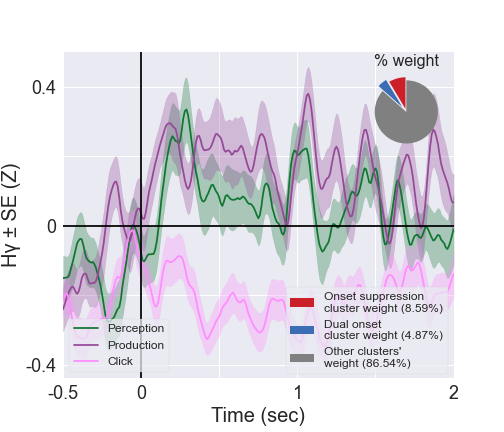 % weight
0.4
0
-0.4
Hγ ± SE (Z)
Onset suppression
cluster weight (8.59%)
Dual onset
cluster weight (4.87%)
Other clusters'
weight (86.54%)
Perception
Production
Click
-0.5
0
1
2
Time (sec)